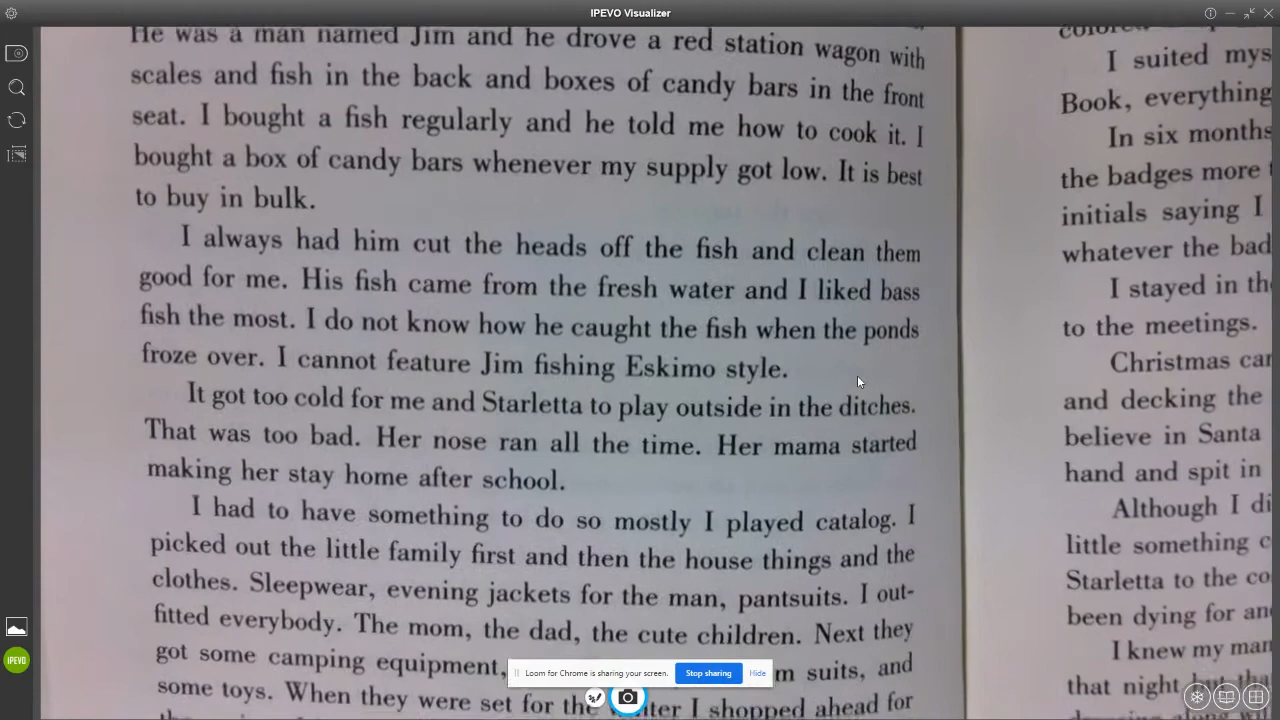 IPEVO Visualizer
He was a man named Jim and he drove a red station wagon with
scales and fish in the back and boxes of candy bars in the front
seat. I bought a fish regularly and he told me how to cook it. I
bought a box of candy bars whenever my supply got low. It is best
to buy in bulk.
I always had him cut the heads off the fish and clean them
good for me. His fish came from the fresh water and I liked bass
fish the most. I do not know how he caught the fish when the ponds
froze over. I cannot feature Jim fishing Eskimo style.
It got too cold for me and Starletta to play outside in the ditches.
That was too bad. Her nose ran all the time. Her mama started
making her stay home after school.
I had to have something to do so mostly I played catalog. I
picked out the little family first and then the house things and the
clothes. Sleepwear, evening jackets for the man, pantsuits. I out-
fitted everybody. The mom, the dad, the cute children. Next they
got some camping equipment, m suits, and
some toys. When they were set for the I shopped ahead for
I suited mys
Book, everything
In six months
the badges more
initials saying I
whatever the bad
I stayed in th
to the meetings.
Christmas car
and decking the
believe in Santa
hand and spit in
Although I di
little something c
Starletta to the co
been dying for an
I knew my man
that night
Loom for Chrome is sharing your screen.
Stop sharing
Hide
IPEVO